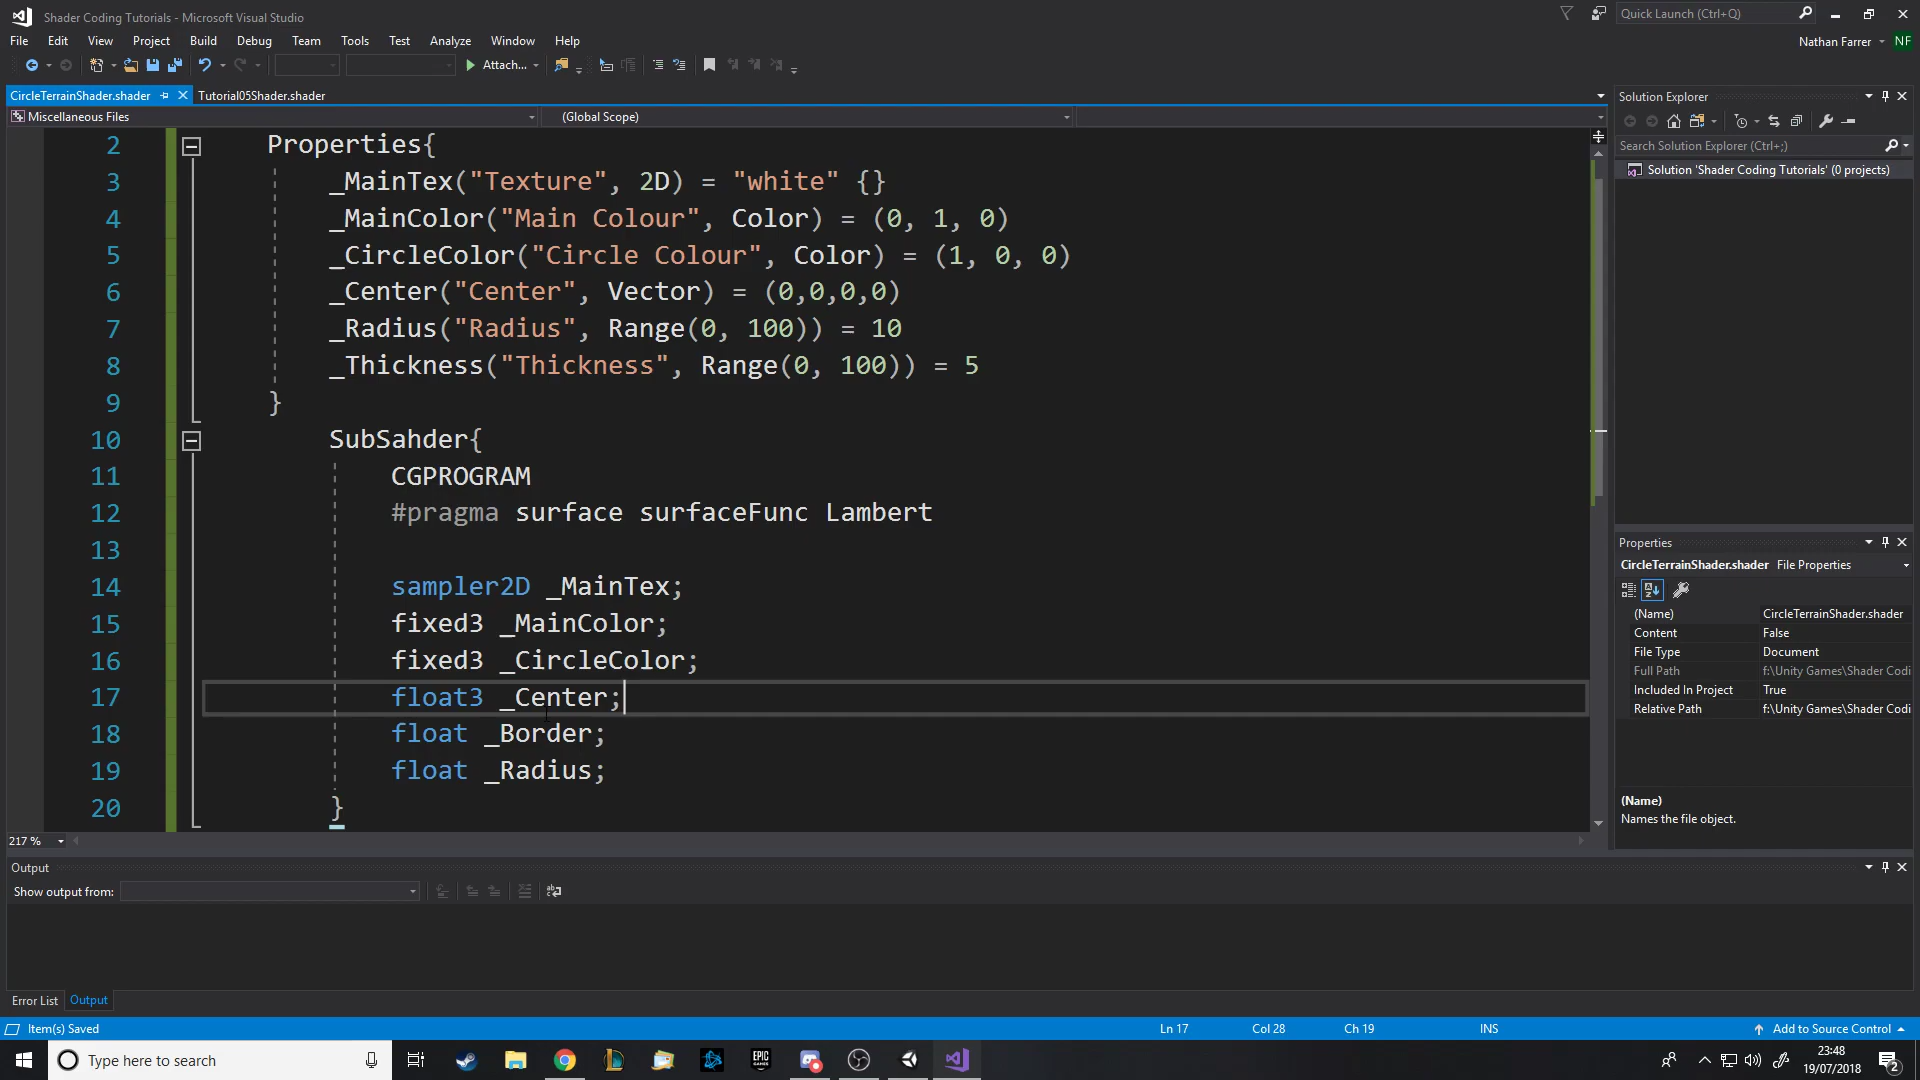 Shader Coding Tutorials - Microsoft Visual Studio
Quick Launch (Ctrl+Q)
File Edit View Project Build Debug Team Tools Test Analyze Window Help
Nathan Farrer NF
Attach...
CircleTerrainShader.shader Tutorial05Shader.shader
Solution Explorer
Miscellaneous Files (Global Scope)
Search Solution Explorer (Ctrl+;)
Solution 'Shader Coding Tutorials' (0 projects)
2 Properties{
3 _MainTex("Texture", 2D) = "white" {}
4 _MainColor("Main Colour", Color) = (0, 1, 0)
5 _CircleColor("Circle Colour", Color) = (1, 0, 0)
6 _Center("Center", Vector) = (0,0,0,0)
7 _Radius("Radius", Range(0, 100)) = 10
8 _Thickness("Thickness", Range(0, 100)) = 5
9 }
10 SubSahder{
11 CGPROGRAM
12 #pragma surface surfaceFunc Lambert
13
14 sampler2D _MainTex;
15 fixed3 _MainColor;
16 fixed3 _CircleColor;
17 float3 _Center;
18 float _Border;
19 float _Radius;
20 }
Properties
CircleTerrainShader.shader File Properties
(Name) CircleTerrainShader.shader
Content False
File Type Document
Full Path f:\Unity Games\Shader Codi
Included In Project True
Relative Path f:\Unity Games\Shader Codi
(Name)
Names the file object.
217 %
Output
Show output from:
Error List Output
Item(s) Saved Ln 17 Col 28 Ch 19 INS Add to Source Control
Type here to search
EPIC GAMES
23:48
19/07/2018
2